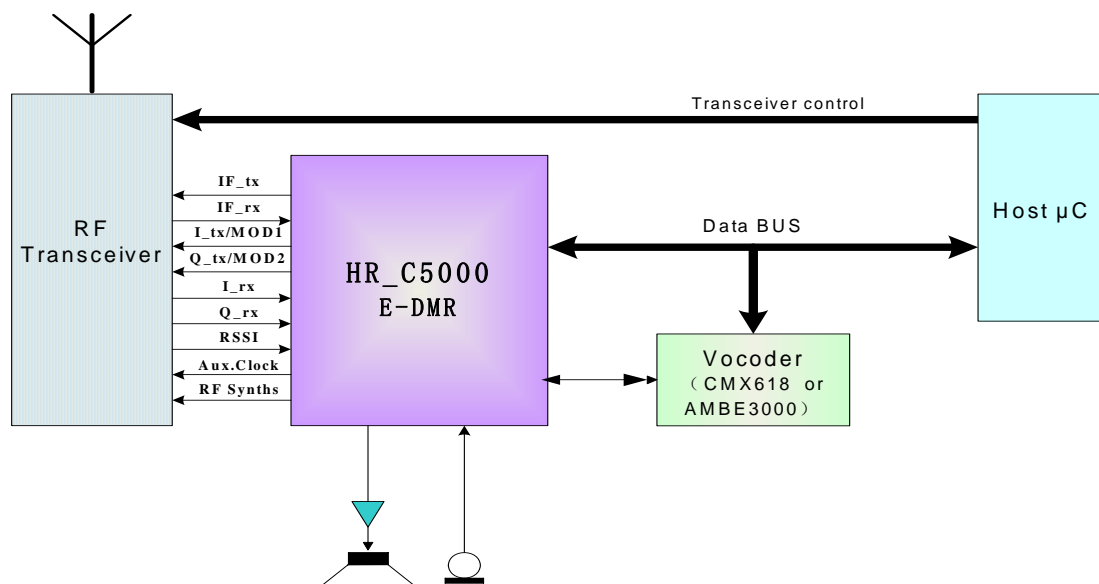 Transceiver control
RF
Transceiver
IF_tx
IF_rx
I_tx/MOD1
Q_tx/MOD2
I_rx
Q_rx
RSSI
Aux.Clock
RF Synths
HR_C5000
E-DMR
Data BUS
Host μC
Vocoder
（CMX618 or
AMBE3000）